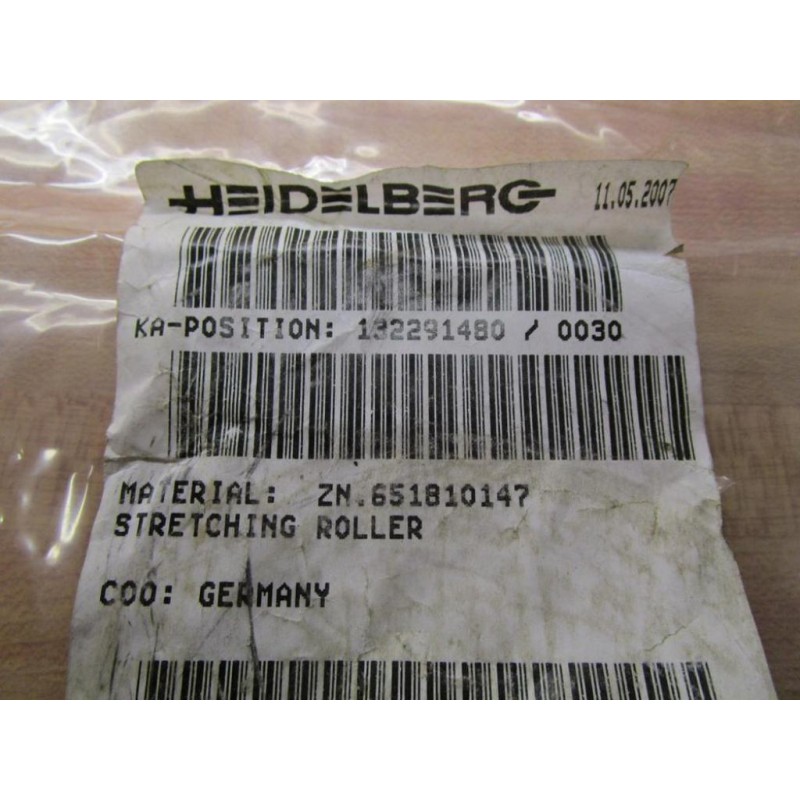 HEIDELBERG 11.05.2007
KA-POSITION: 132291480 / 0030
MATERIAL: ZN.651810147
STRETCHING ROLLER
COO: GERMANY